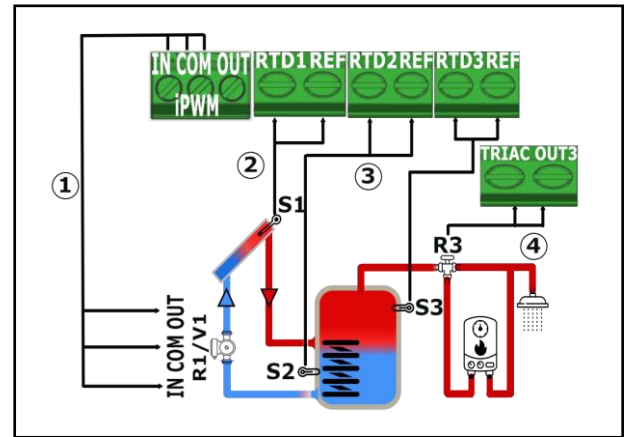 IN COM OUT
iPWM
RTD1 REF
RTD2 REF
RTD3 REF
TRIAC OUT3
1
2
3
4
S1
R3
S3
S2
IN COM OUT
R1/V1